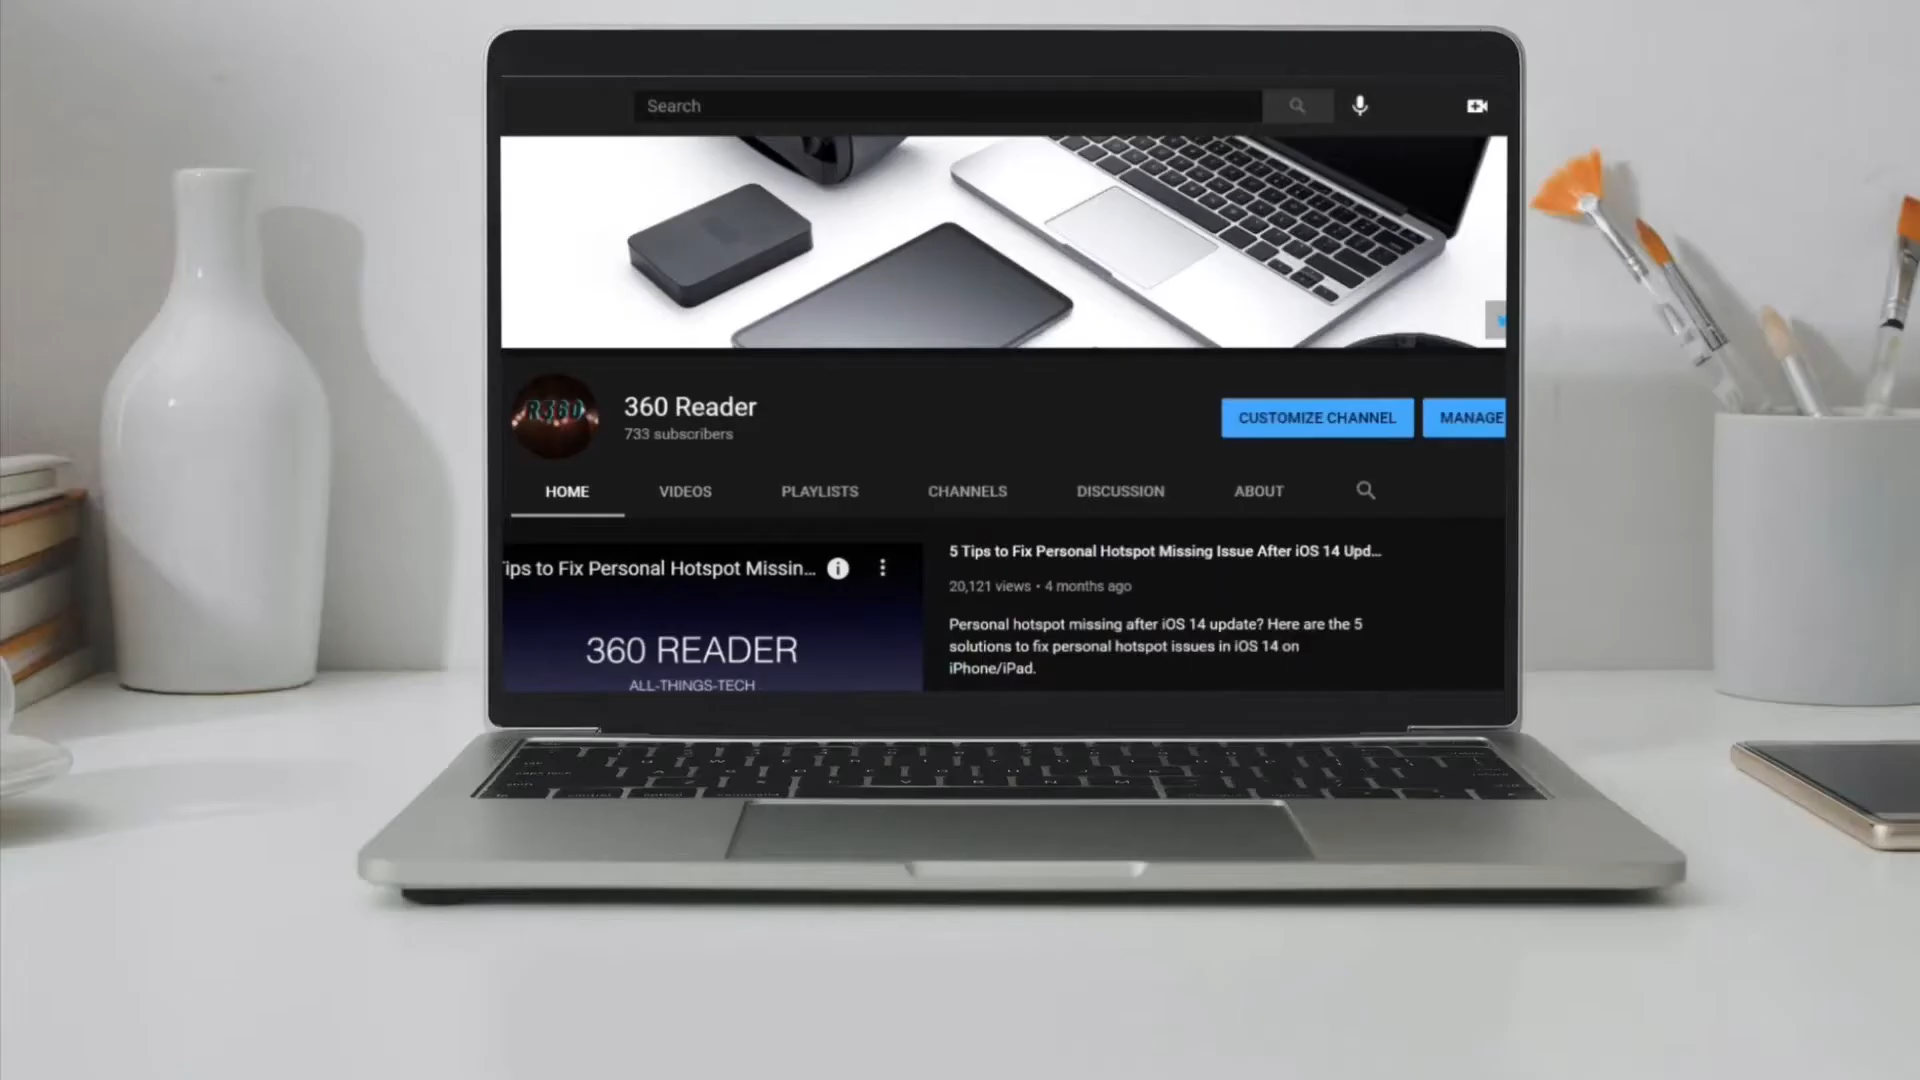 Search
R360
360 Reader
733 subscribers
CUSTOMIZE CHANNEL
MANAGE
HOME VIDEOS PLAYLISTS CHANNELS DISCUSSION ABOUT
ips to Fix Personal Hotspot Missin...
360 READER
ALL-THINGS-TECH
5 Tips to Fix Personal Hotspot Missing Issue After iOS 14 Upd...
20,121 views • 4 months ago
Personal hotspot missing after iOS 14 update? Here are the 5
solutions to fix personal hotspot issues in iOS 14 on
iPhone/iPad.